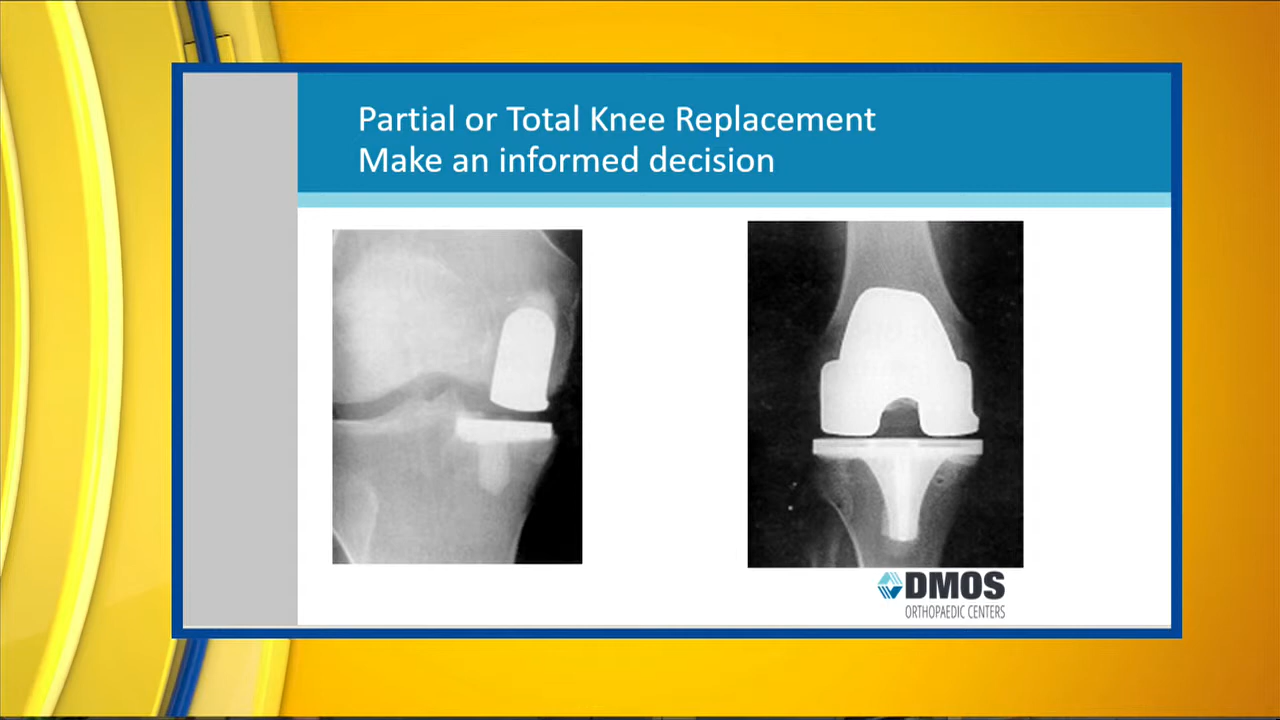 Partial or Total Knee Replacement
Make an informed decision
DMOS
ORTHOPAEDIC CENTERS